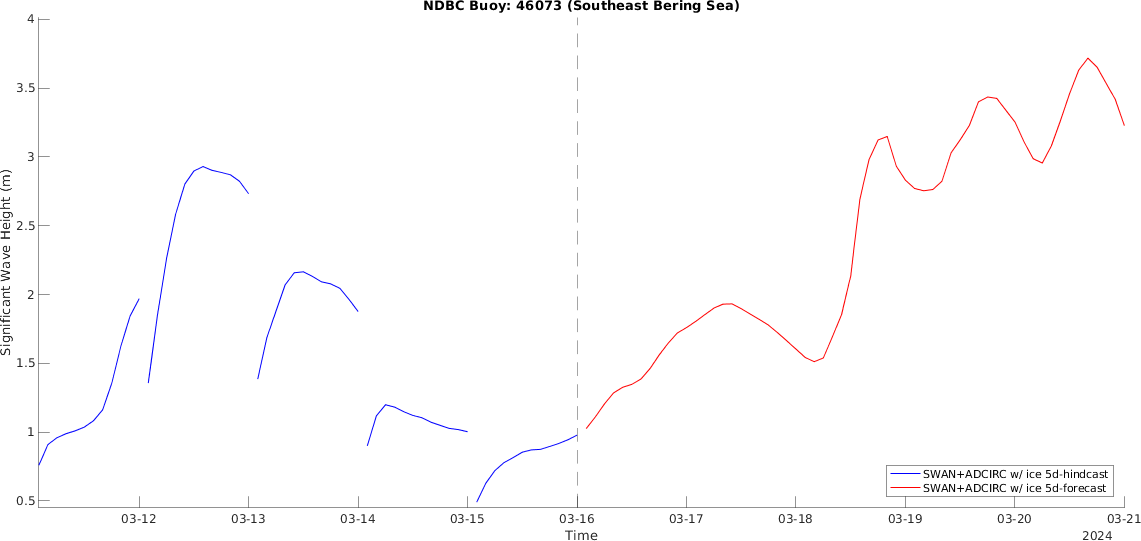 NDBC Buoy: 46073 (Southeast Bering Sea)
4
3.5
3
2.5
2
1.5
1
0.5
Significant Wave Height (m)
SWAN+ADCIRC w/ ice 5d-hindcast
SWAN+ADCIRC w/ ice 5d-forecast
03-12 03-13 03-14 03-15 03-16 03-17 03-18 03-19 03-20 03-21
Time
2024